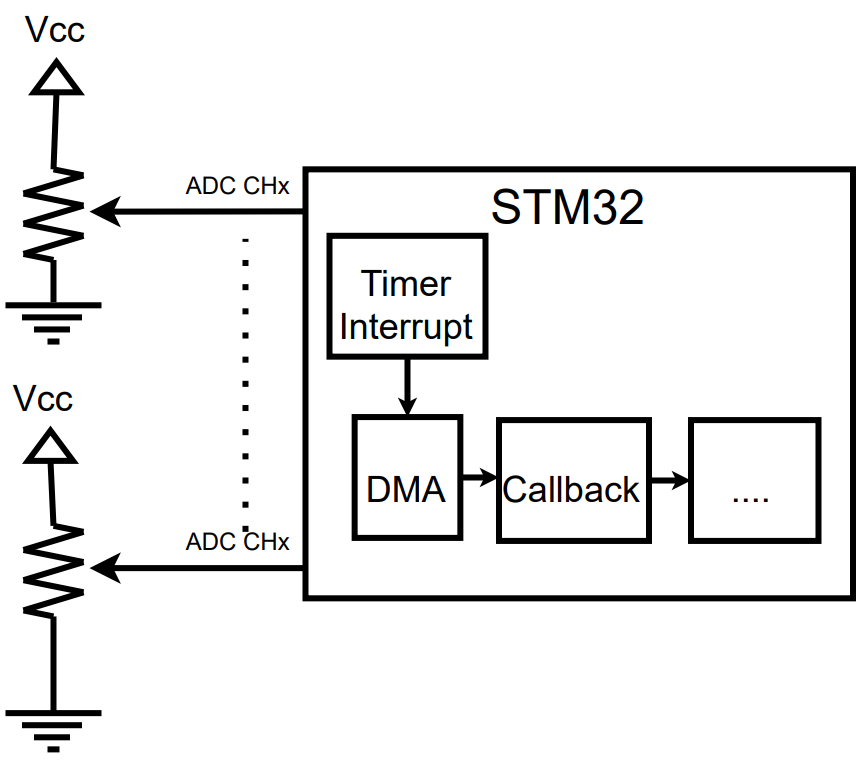 Vcc
ADC CHx
STM32
Timer
Interrupt
Vcc
DMA
Callback
....
ADC CHx